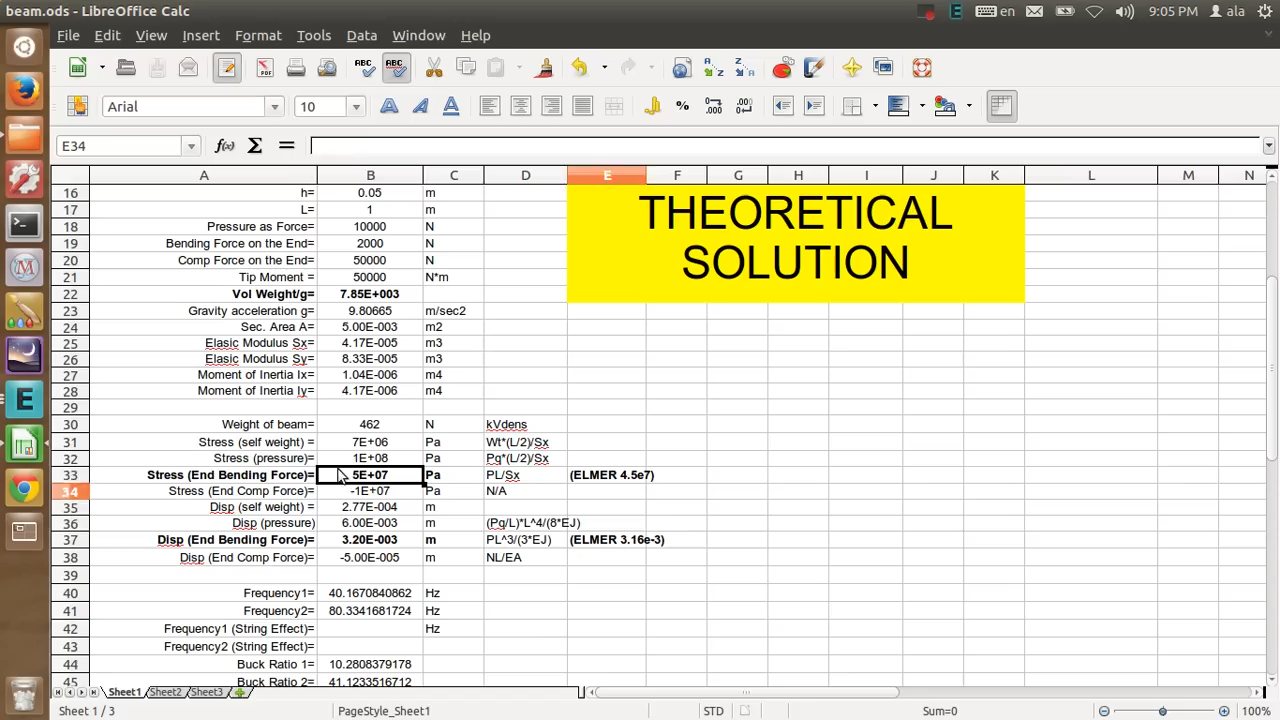 beam.ods - LibreOffice Calc
en
9:05 PM
ala
File Edit View Insert Format Tools Data Window Help
Arial
10
E34
A B C D E F G H I J K L M N
16 h= 0.05 m
17 L= 1 m
18 Pressure as Force= 10000 N
19 Bending Force on the End= 2000 N
20 Comp Force on the End= 50000 N
21 Tip Moment = 50000 N*m
22 Vol Weight/g= 7.85E+003
23 Gravity acceleration g= 9.80665 m/sec2
24 Sec. Area A= 5.00E-003 m2
25 Elasic Modulus Sx= 4.17E-005 m3
26 Elasic Modulus Sy= 8.33E-005 m3
27 Moment of Inertia Ix= 1.04E-006 m4
28 Moment of Inertia Iy= 4.17E-006 m4
29
30 Weight of beam= 462 N kVdens
31 Stress (self weight) = 7E+06 Pa Wt*(L/2)/Sx
32 Stress (pressure)= 1E+08 Pa Pq*(L/2)/Sx
33 Stress (End Bending Force)= 5E+07 Pa PL/Sx (ELMER 4.5e7)
34 Stress (End Comp Force)= -1E+07 Pa N/A
35 Disp (self weight) = 2.77E-004 m
36 Disp (pressure) 6.00E-003 m (Pq/L)*L^4/(8*EJ)
37 Disp (End Bending Force)= 3.20E-003 m PL^3/(3*EJ) (ELMER 3.16e-3)
38 Disp (End Comp Force)= -5.00E-005 m NL/EA
39
40 Frequency1= 40.1670840862 Hz
41 Frequency2= 80.3341681724 Hz
42 Frequency1 (String Effect)= Hz
43 Frequency2 (String Effect)=
44 Buck Ratio 1= 10.2808379178
45 Buck Ratio 2= 41.1233516712
THEORETICAL
SOLUTION
Sheet1 Sheet2 Sheet3
Sheet 1 / 3 PageStyle_Sheet1 STD Sum=0 100%